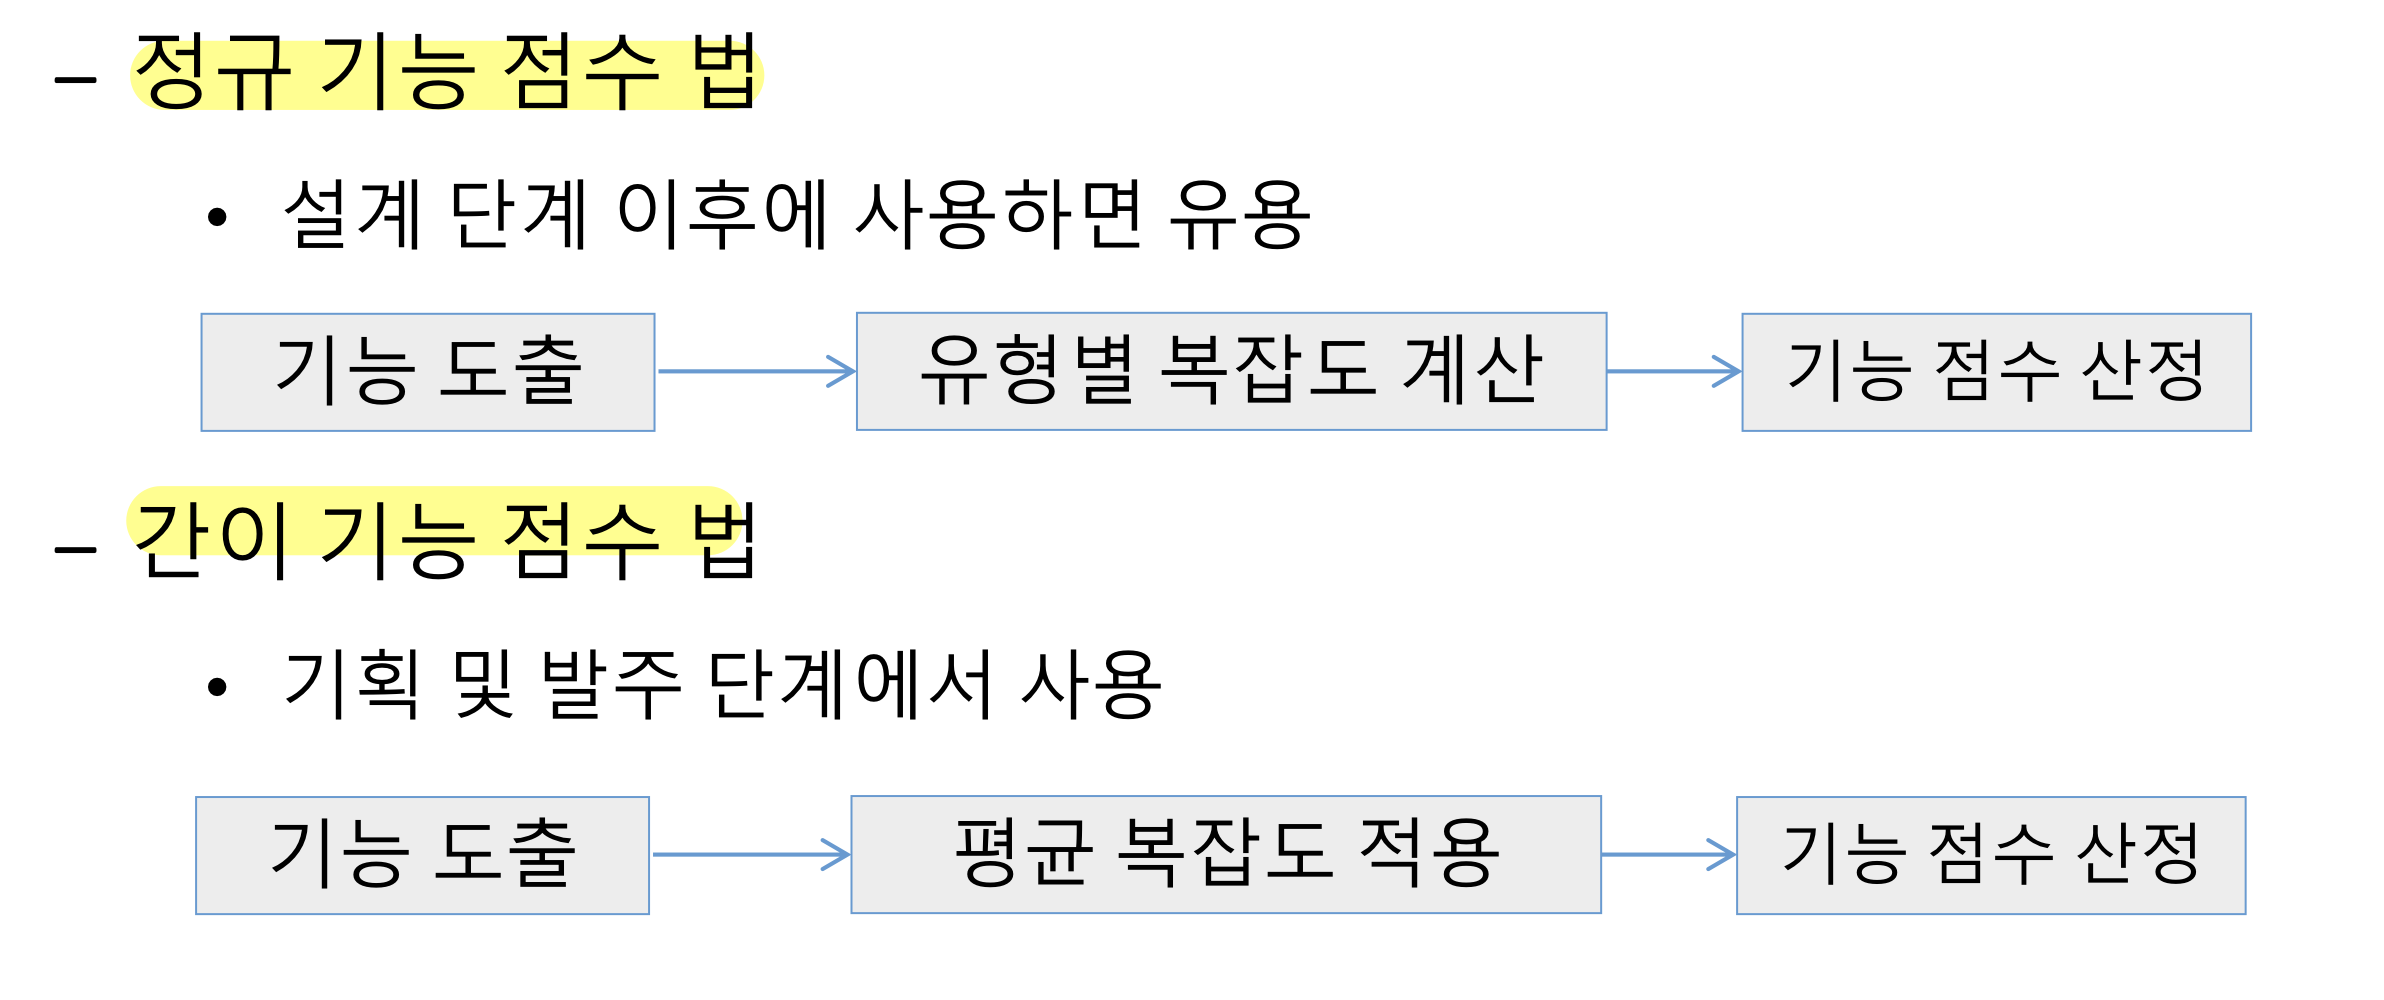 – 정규 기능 점수 법
• 설계 단계 이후에 사용하면 유용
기능 도출 유형별 복잡도 계산 기능 점수 산정
– 간이 기능 점수 법
• 기획 및 발주 단계에서 사용
기능 도출 평균 복잡도 적용 기능 점수 산정